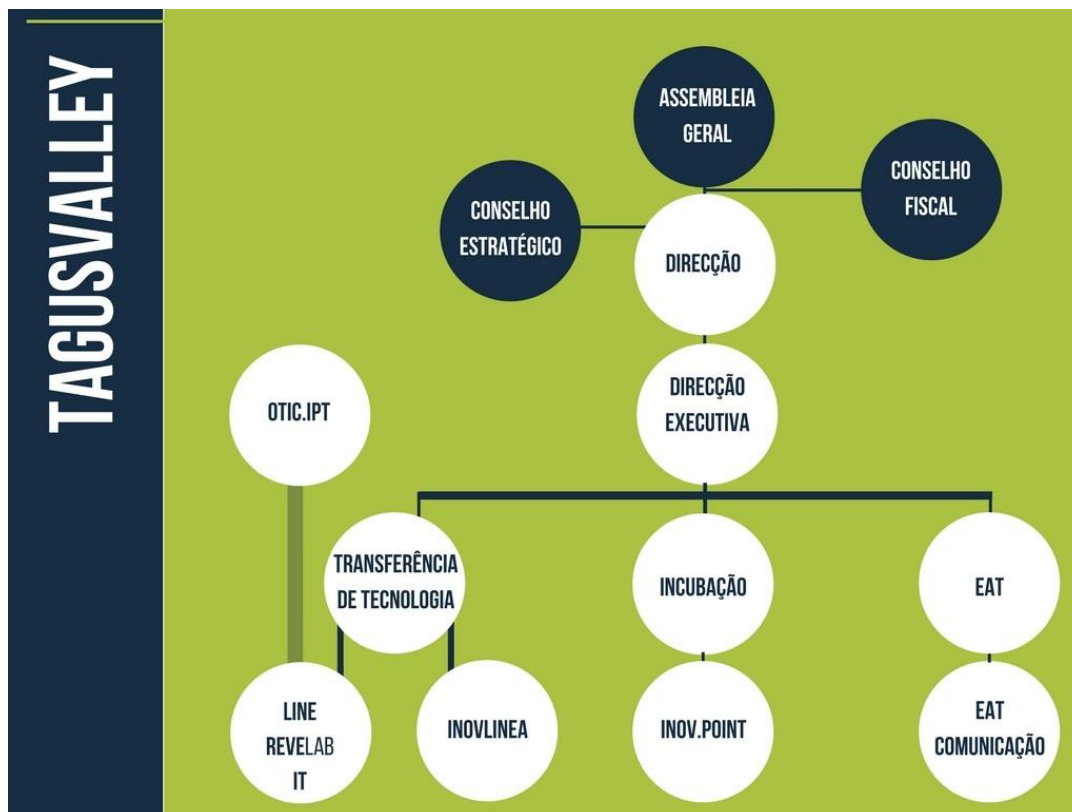 TAGUSVALLEY
ASSEMBLEIA
GERAL
CONSELHO
FISCAL
CONSELHO
ESTRATÉGICO
DIRECÇÃO
DIRECÇÃO
EXECUTIVA
OTIC.IPT
TRANSFERÊNCIA
DE TECNOLOGIA
INCUBAÇÃO
EAT
LINE
REVELAB
IT
INOVLINEA
INOV.POINT
EAT
COMUNICAÇÃO